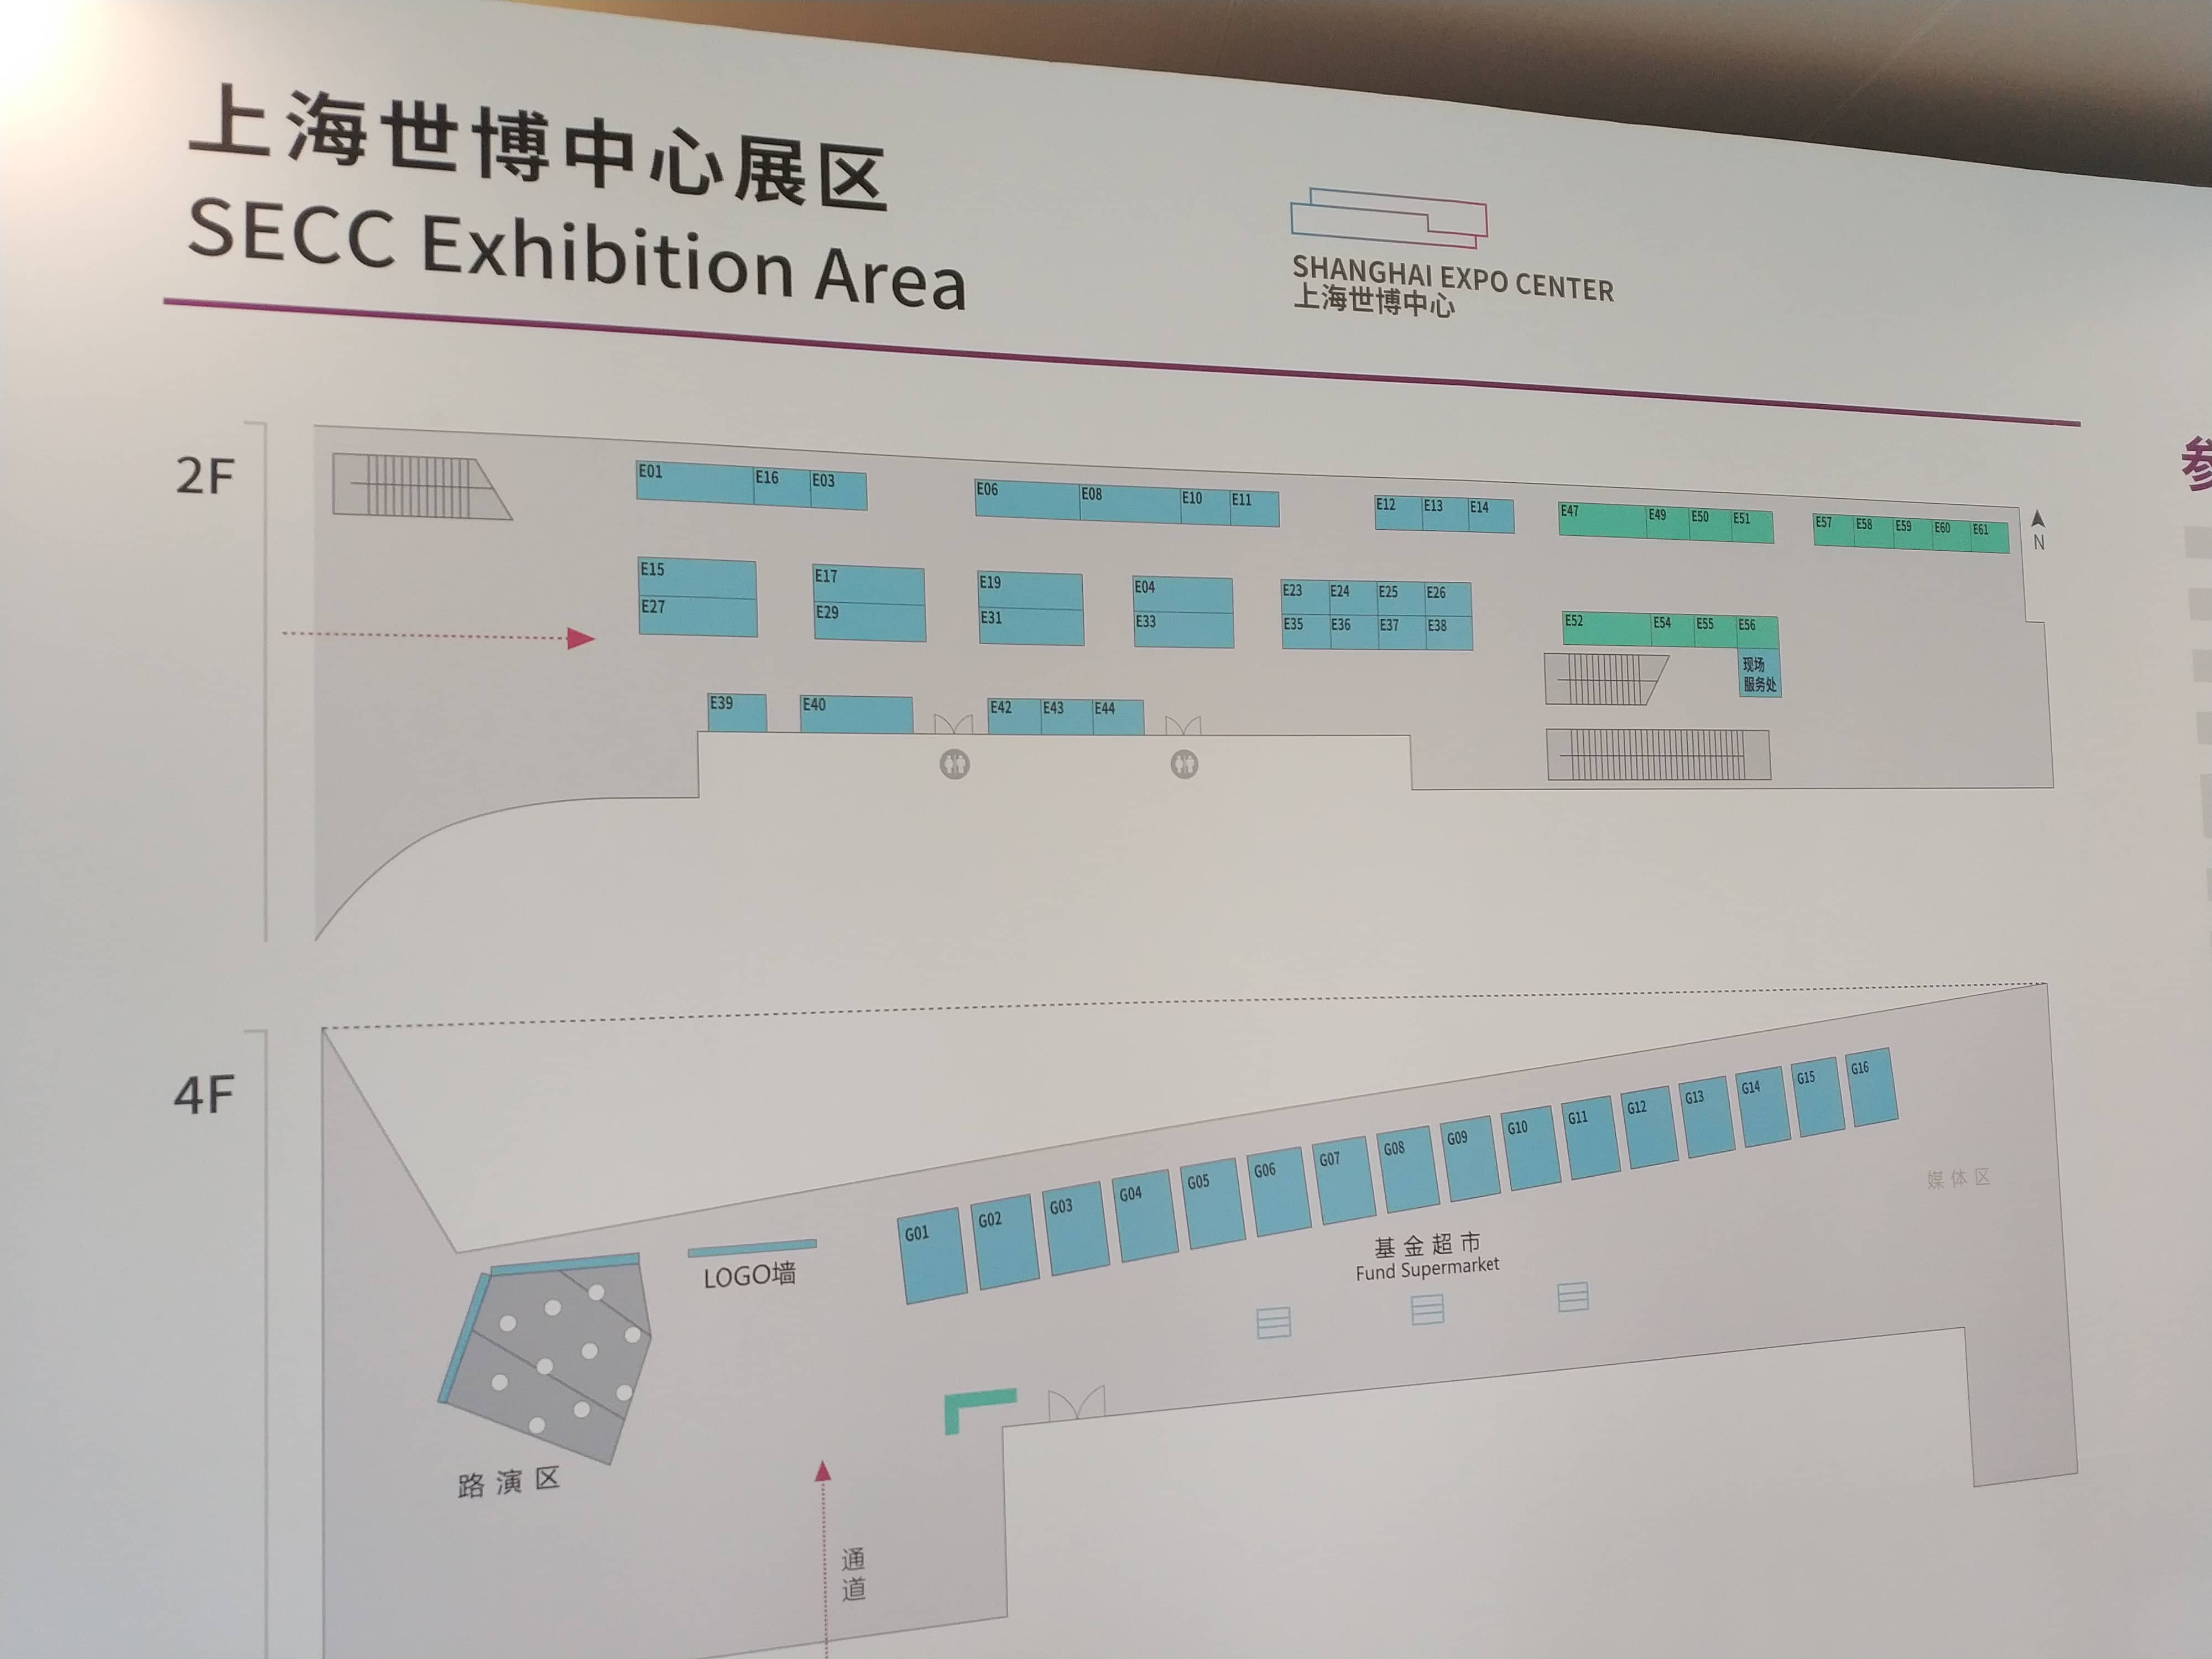 上海世博中心展区
SECC Exhibition Area
SHANGHAI EXPO CENTER
上海世博中心
2F
E01 E16 E03
E06 E08 E10 E11
E12 E13 E14
E47 E49 E50 E51
E57 E58 E59 E60 E61
N
E15 E17 E19 E04
E23 E24 E25 E26
E27 E29 E31 E33
E35 E36 E37 E38
E52 E54 E55 E56
现场
服务处
E39 E40 E42 E43 E44
4F
G01 G02 G03 G04 G05 G06 G07 G08 G09 G10 G11 G12 G13 G14 G15 G16
媒体区
基金超市
Fund Supermarket
LOGO墙
路演区
通道